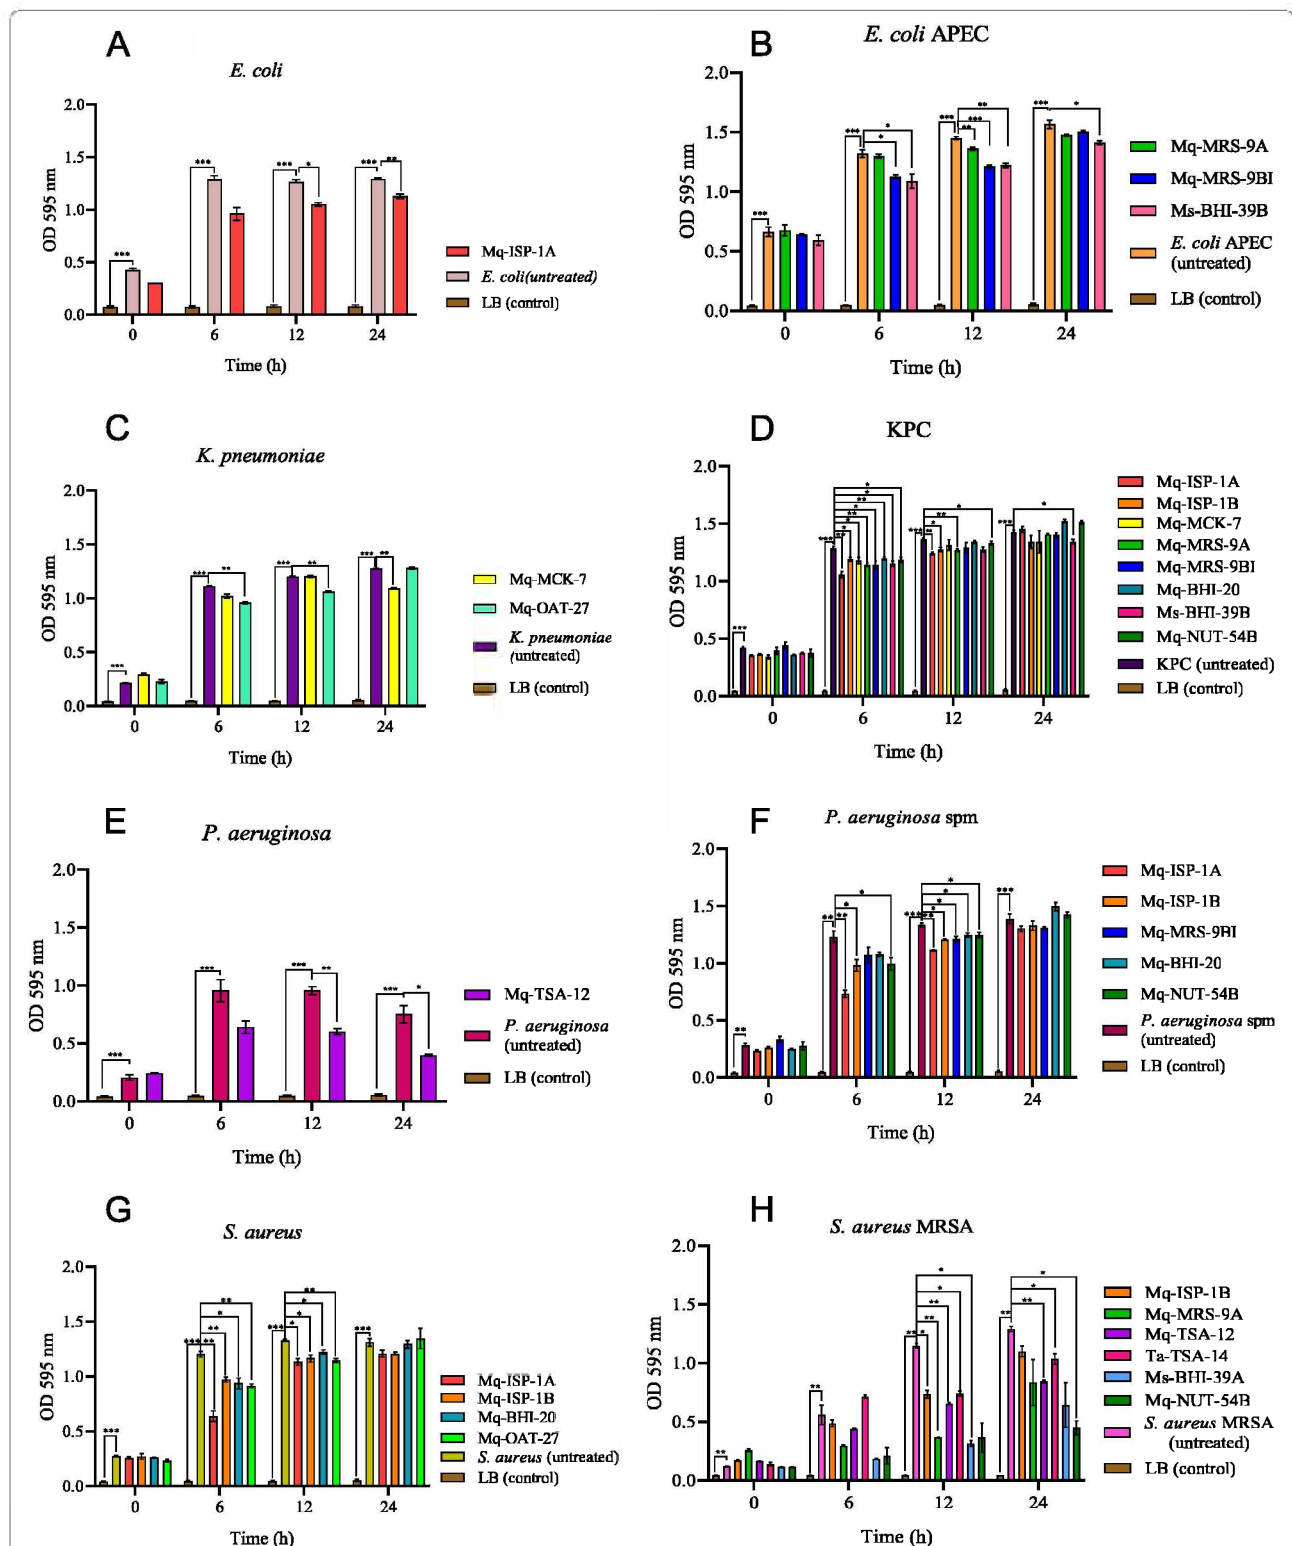 A
E. coli
OD 595 nm
2.0
1.5
1.0
0.5
0.0
***
***
***
*
***
**
0
6
12
24
Time (h)
Mq-ISP-1A
E. coli(untreated)
LB (control)
B
E. coli APEC
OD 595 nm
2.0
1.5
1.0
0.5
0.0
***
***
*
*
***
**
***
**
***
*
0
6
12
24
Time (h)
Mq-MRS-9A
Mq-MRS-9BI
Ms-BHI-39B
E. coli APEC
(untreated)
LB (control)
C
K. pneumoniae
OD 595 nm
2.0
1.5
1.0
0.5
0.0
***
***
**
***
**
***
**
0
6
12
24
Time (h)
Mq-MCK-7
Mq-OAT-27
K. pneumoniae
(untreated)
LB (control)
D
KPC
OD 595 nm
2.0
1.5
1.0
0.5
0.0
***
*
*
**
*
**
*
***
**
*
**
***
**
*
***
*
0
6
12
24
Time (h)
Mq-ISP-1A
Mq-ISP-1B
Mq-MCK-7
Mq-MRS-9A
Mq-MRS-9BI
Mq-BHI-20
Ms-BHI-39B
Mq-NUT-54B
KPC (untreated)
LB (control)
E
P. aeruginosa
OD 595 nm
2.0
1.5
1.0
0.5
0.0
***
***
***
**
***
*
0
6
12
24
Time (h)
Mq-TSA-12
P. aeruginosa
(untreated)
LB (control)
F
P. aeruginosa spm
OD 595 nm
2.0
1.5
1.0
0.5
0.0
**
*
*
**
**
*
*
*
*
***
**
***
0
6
12
24
Time (h)
Mq-ISP-1A
Mq-ISP-1B
Mq-MRS-9BI
Mq-BHI-20
Mq-NUT-54B
P. aeruginosa spm
(untreated)
LB (control)
G
S. aureus
OD 595 nm
2.0
1.5
1.0
0.5
0.0
***
**
*
**
***
**
**
*
*
***
*
***
0
6
12
24
Time (h)
Mq-ISP-1A
Mq-ISP-1B
Mq-BHI-20
Mq-OAT-27
S. aureus (untreated)
LB (control)
H
S. aureus MRSA
OD 595 nm
2.0
1.5
1.0
0.5
0.0
**
**
*
*
**
**
**
*
*
*
**
**
0
6
12
24
Time (h)
Mq-ISP-1B
Mq-MRS-9A
Mq-TSA-12
Ta-TSA-14
Ms-BHI-39A
Mq-NUT-54B
S. aureus MRSA
(untreated)
LB (control)